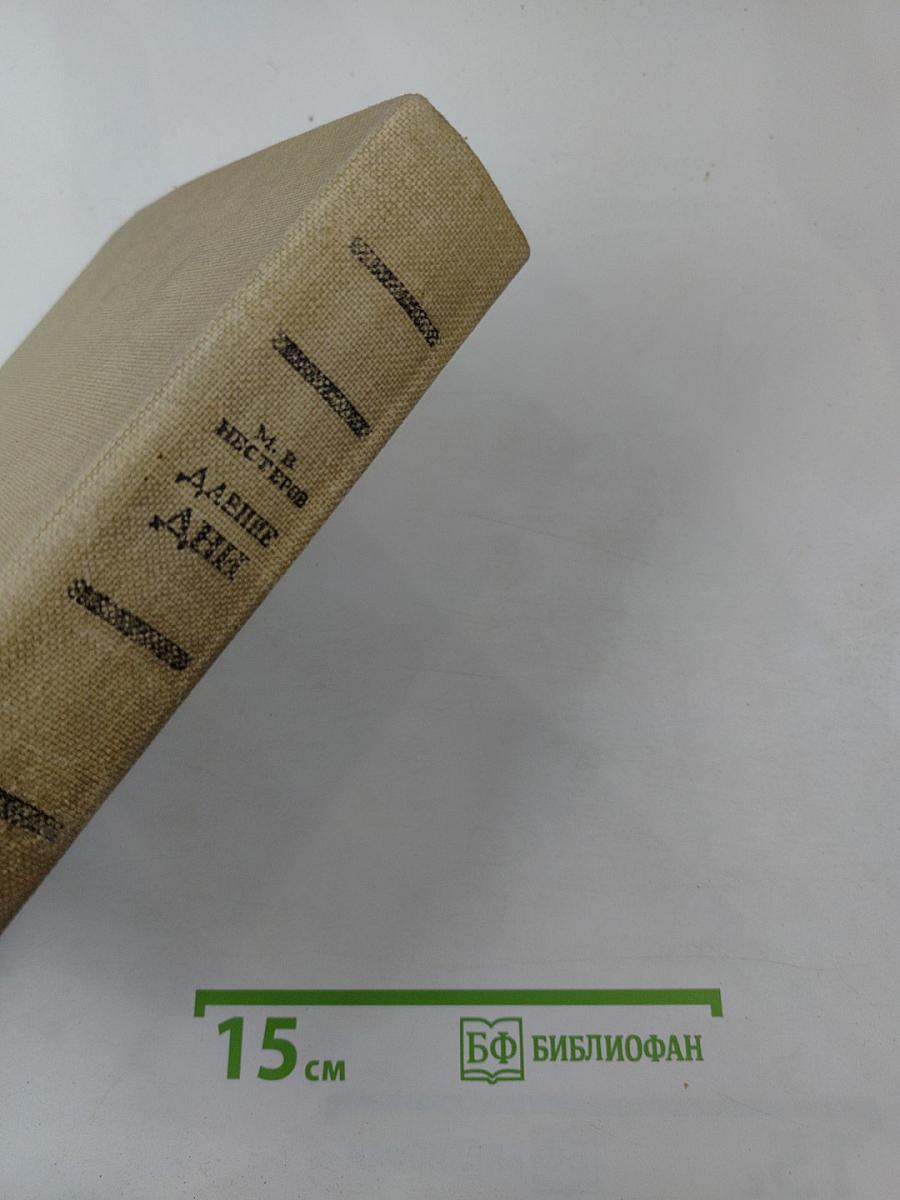 М. В.
НЕСТЕРОВ
ДАВНИЕ
ДНИ
15 см
БФ БИБЛИОФАН